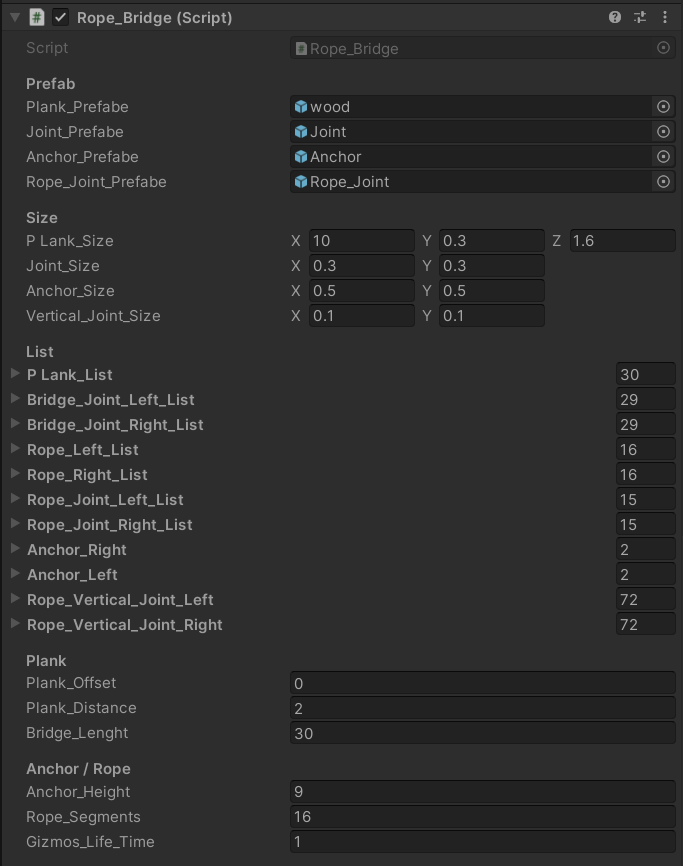 Rope_Bridge (Script)
Script Rope_Bridge
Prefab
Plank_Prefabe wood
Joint_Prefabe Joint
Anchor_Prefabe Anchor
Rope_Joint_Prefabe Rope_Joint
Size
P Lank_Size X 10 Y 0.3 Z 1.6
Joint_Size X 0.3 Y 0.3
Anchor_Size X 0.5 Y 0.5
Vertical_Joint_Size X 0.1 Y 0.1
List
P Lank_List 30
Bridge_Joint_Left_List 29
Bridge_Joint_Right_List 29
Rope_Left_List 16
Rope_Right_List 16
Rope_Joint_Left_List 15
Rope_Joint_Right_List 15
Anchor_Right 2
Anchor_Left 2
Rope_Vertical_Joint_Left 72
Rope_Vertical_Joint_Right 72
Plank
Plank_Offset 0
Plank_Distance 2
Bridge_Lenght 30
Anchor / Rope
Anchor_Height 9
Rope_Segments 16
Gizmos_Life_Time 1